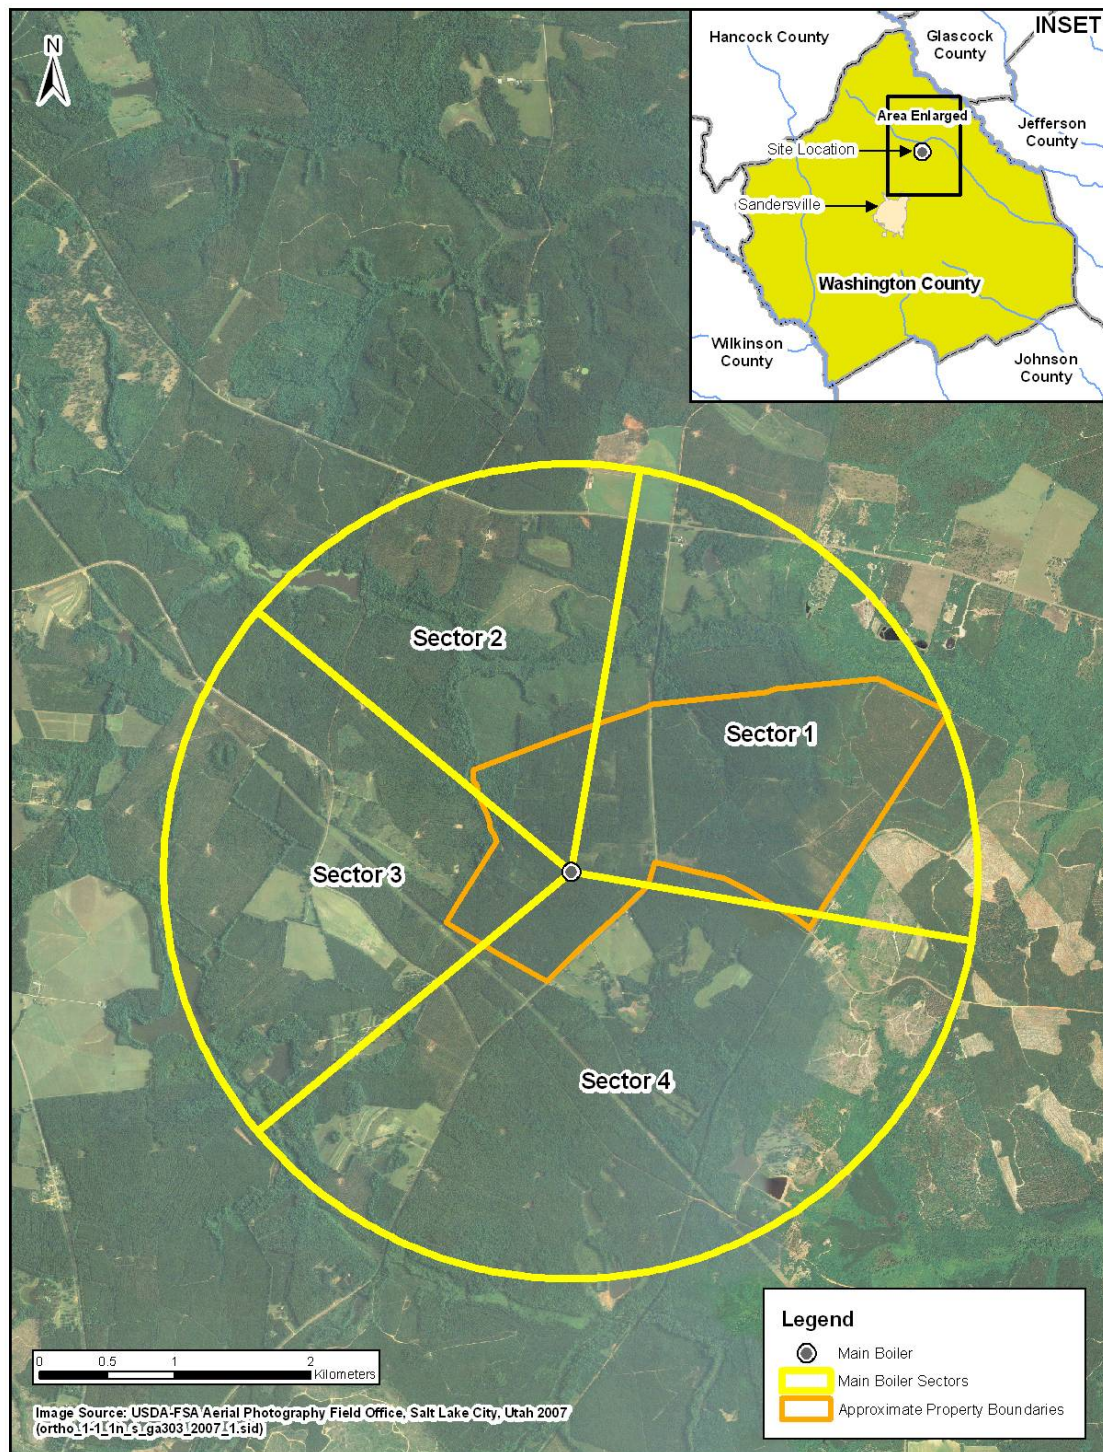 N
INSET
Hancock County
Glascock
County
Jefferson
County
Area Enlarged
Site Location
Sandersville
Washington County
Wilkinson
County
Johnson
County
Sector 2
Sector 1
Sector 3
Sector 4
0 0.5 1 2
Kilometers
Image Source: USDA-FSA Aerial Photography Field Office, Salt Lake City, Utah 2007
(ortho_1-1_1n_s_ga303_2007_1.sid)
Legend
Main Boiler
Main Boiler Sectors
Approximate Property Boundaries